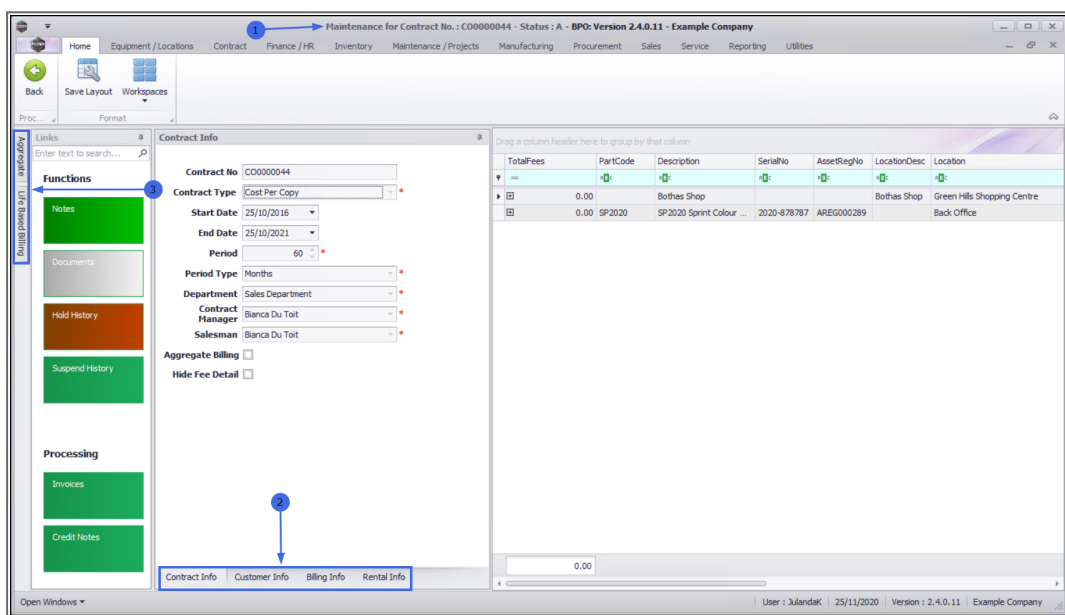 1
Maintenance for Contract No. : CO0000044 - Status : A - BPO: Version 2.4.0.11 - Example Company
Home Equipment / Locations Contract Finance / HR Inventory Maintenance / Projects Manufacturing Procurement Sales Service Reporting Utilities
Back Save Layout Workspaces
Proc... Format
Aggregate
Life Based Billing
3
Links
Enter text to search...
Functions
Notes
Documents
Hold History
Suspend History
Processing
Invoices
Credit Notes
Contract Info
Contract No CO0000044
Contract Type Cost Per Copy *
Start Date 25/10/2016
End Date 25/10/2021
Period 60 *
Period Type Months *
Department Sales Department *
Contract
Manager Bianca Du Toit *
Salesman Bianca Du Toit *
Aggregate Billing
Hide Fee Detail
2
Contract Info Customer Info Billing Info Rental Info
Drag a column header here to group by that column
TotalFees PartCode Description SerialNo AssetRegNo LocationDesc Location
0.00 Bothas Shop Bothas Shop Green Hills Shopping Centre
0.00 SP2020 SP2020 Sprint Colour ... 2020-878787 AREG000289 Back Office
0.00
Open Windows User : JulandaK 25/11/2020 Version : 2.4.0.11 Example Company